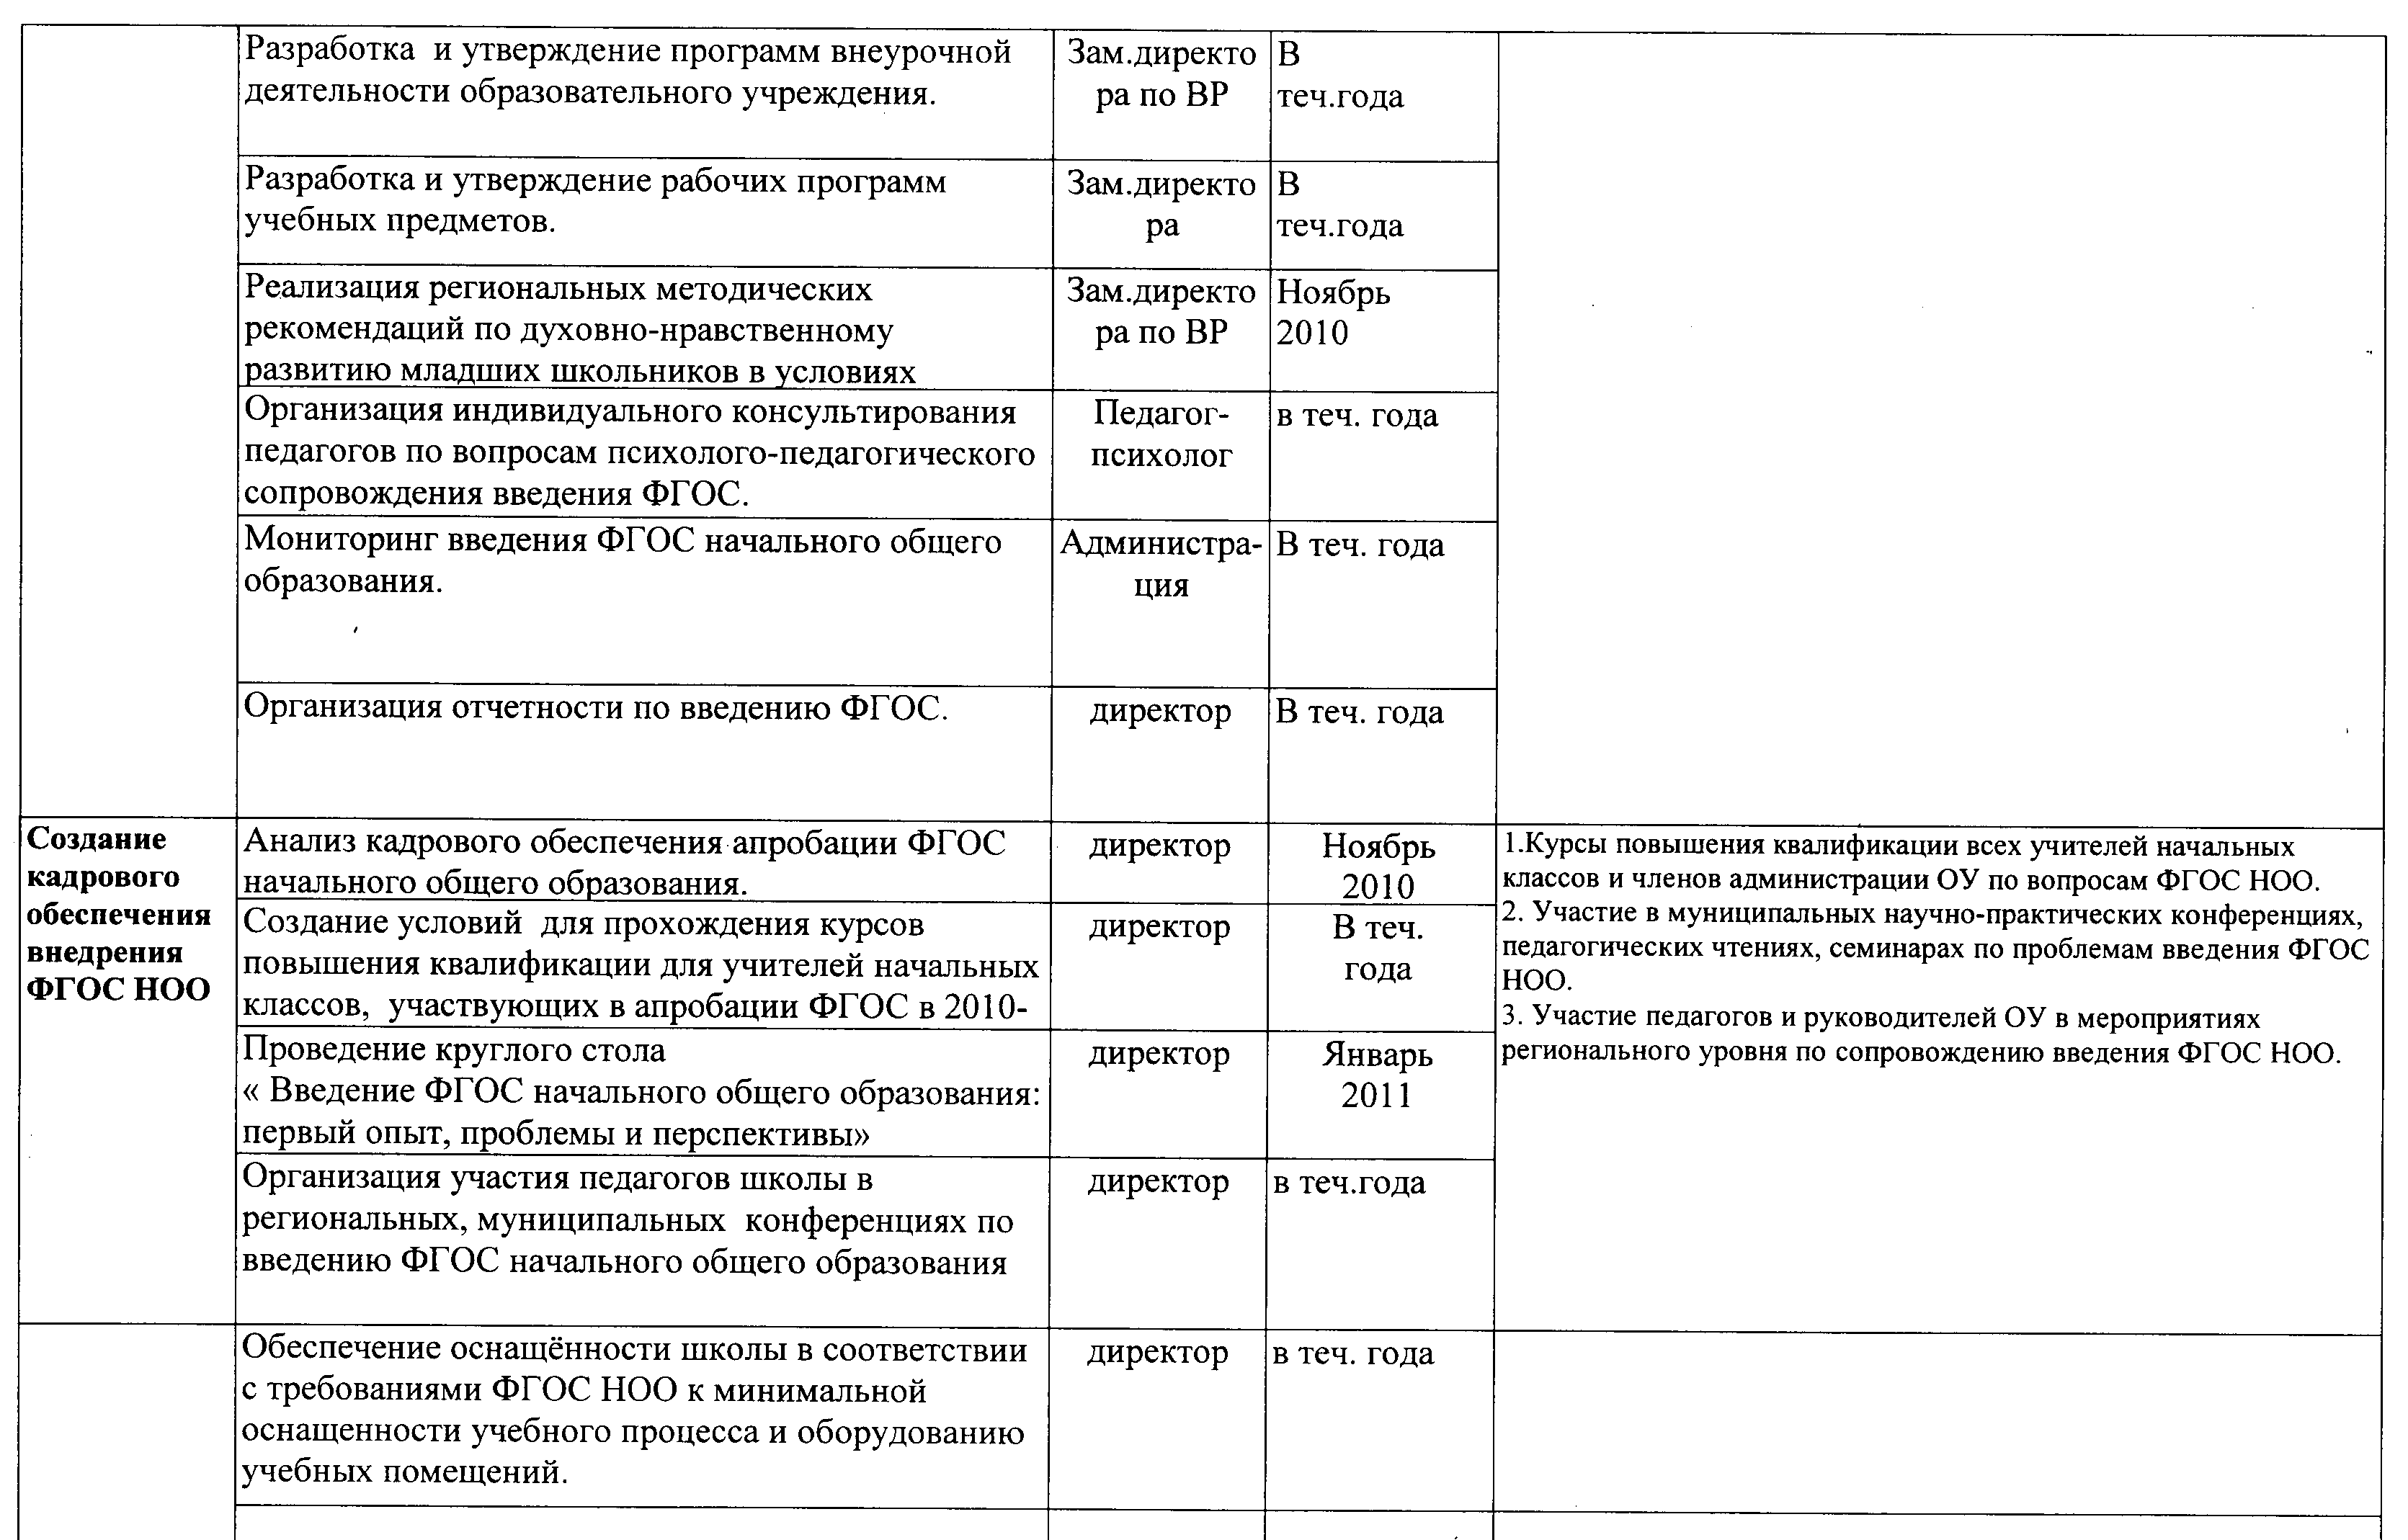 Разработка и утверждение программ внеурочной
деятельности образовательного учреждения.
Зам.директо
ра по ВР
В
теч.года
Разработка и утверждение рабочих программ
учебных предметов.
Зам.директо
ра
В
теч.года
Реализация региональных методических
рекомендаций по духовно-нравственному
развитию младших школьников в условиях
Зам.директо
ра по ВР
Ноябрь
2010
Организация индивидуального консультирования
педагогов по вопросам психолого-педагогического
сопровождения введения ФГОС.
Педагог-
психолог
в теч. года
Мониторинг введения ФГОС начального общего
образования.
Администра-
ция
В теч. года
Организация отчетности по введению ФГОС.
директор
В теч. года
Создание
кадрового
обеспечения
внедрения
ФГОС НОО
Анализ кадрового обеспечения апробации ФГОС
начального общего образования.
директор
Ноябрь
2010
Создание условий для прохождения курсов
повышения квалификации для учителей начальных
классов, участвующих в апробации ФГОС в 2010-
директор
В теч.
года
Проведение круглого стола
« Введение ФГОС начального общего образования:
первый опыт, проблемы и перспективы»
директор
Январь
2011
Организация участия педагогов школы в
региональных, муниципальных конференциях по
введению ФГОС начального общего образования
директор
в теч.года
1.Курсы повышения квалификации всех учителей начальных
классов и членов администрации ОУ по вопросам ФГОС НОО.
2. Участие в муниципальных научно-практических конференциях,
педагогических чтениях, семинарах по проблемам введения ФГОС
НОО.
3. Участие педагогов и руководителей ОУ в мероприятиях
регионального уровня по сопровождению введения ФГОС НОО.
Обеспечение оснащённости школы в соответствии
с требованиями ФГОС НОО к минимальной
оснащенности учебного процесса и оборудованию
учебных помещений.
директор
в теч. года